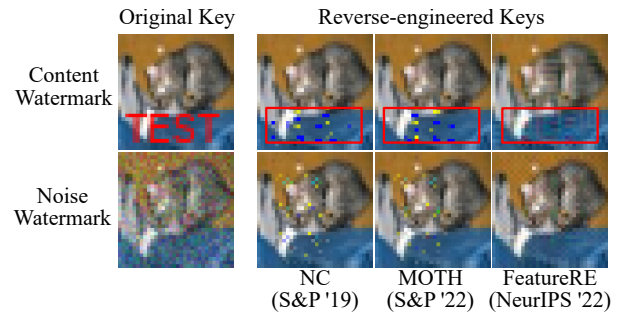 Original Key
Reverse-engineered Keys
Content
Watermark
TEST
Noise
Watermark
NC
(S&P '19)
MOTH
(S&P '22)
FeatureRE
(NeurIPS '22)